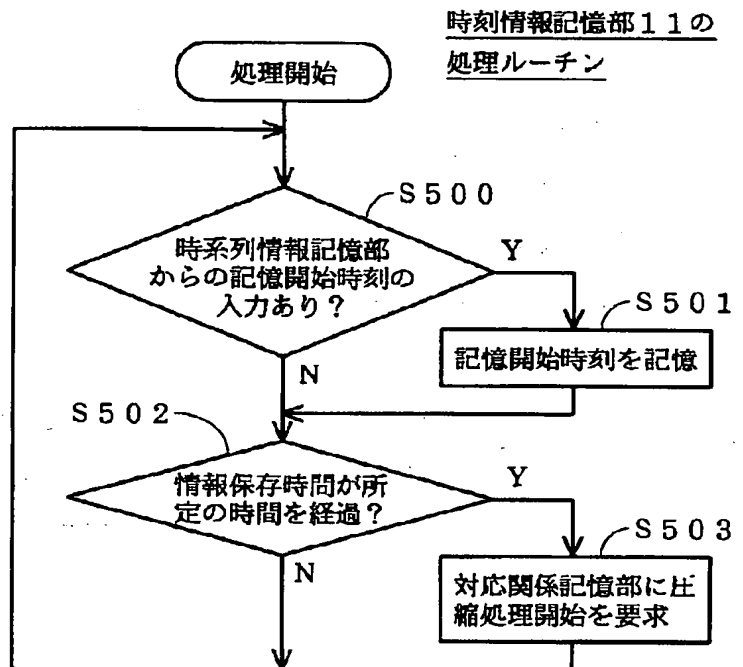 時刻情報記憶部１１の
処理ルーチン
処理開始
Ｓ５００
時系列情報記憶部
からの記憶開始時刻の
入力あり？
Y
Ｓ５０１
記憶開始時刻を記憶
N
Ｓ５０２
情報保存時間が所
定の時間を経過？
Y
Ｓ５０３
対応関係記憶部に圧
縮処理開始を要求
N